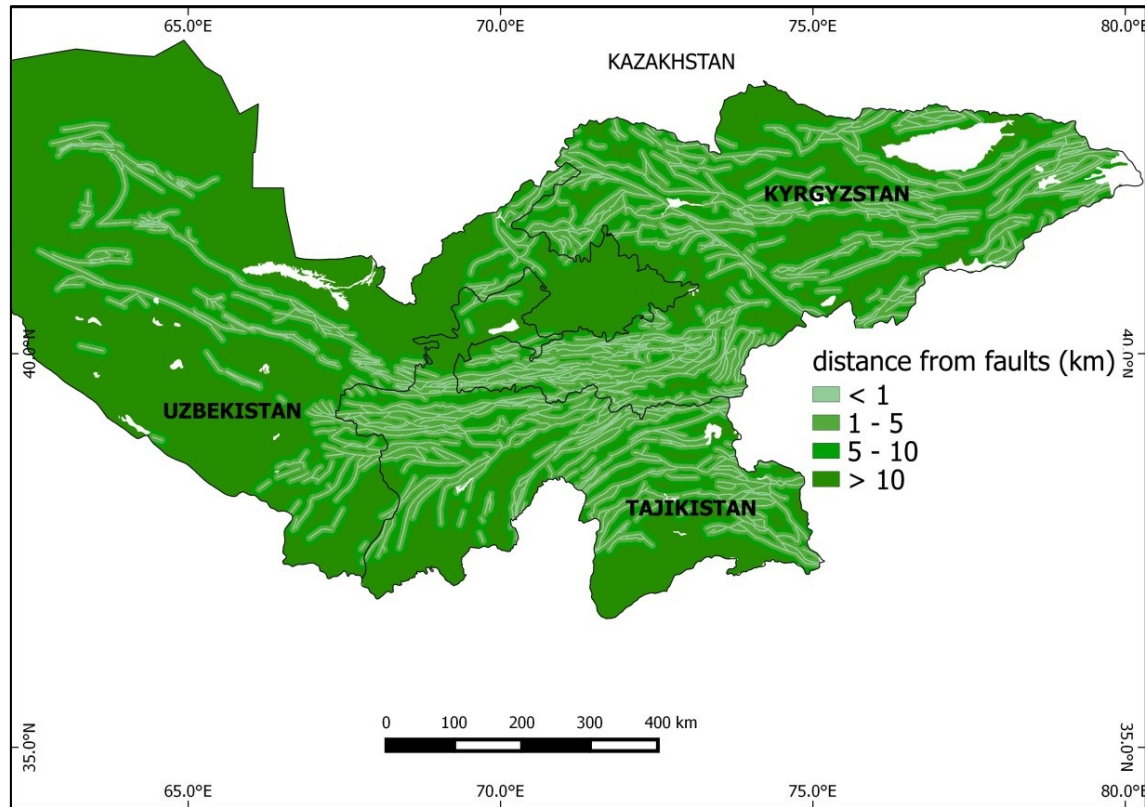 65.0°E 70.0°E 75.0°E 80.0°E
KAZAKHSTAN
KYRGYZSTAN
40.0°N 40.0°N
distance from faults (km)
< 1
1 - 5
5 - 10
> 10
UZBEKISTAN
TAJIKISTAN
0 100 200 300 400 km
35.0°N 35.0°N
65.0°E 70.0°E 75.0°E 80.0°E